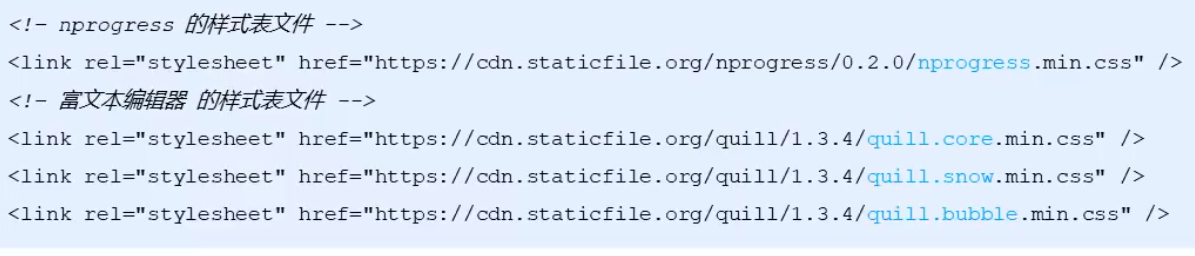 <!– nprogress 的样式表文件 -->
<link rel="stylesheet" href="https://cdn.staticfile.org/nprogress/0.2.0/nprogress.min.css" />
<!– 富文本编辑器 的样式表文件 -->
<link rel="stylesheet" href="https://cdn.staticfile.org/quill/1.3.4/quill.core.min.css" />
<link rel="stylesheet" href="https://cdn.staticfile.org/quill/1.3.4/quill.snow.min.css" />
<link rel="stylesheet" href="https://cdn.staticfile.org/quill/1.3.4/quill.bubble.min.css" />